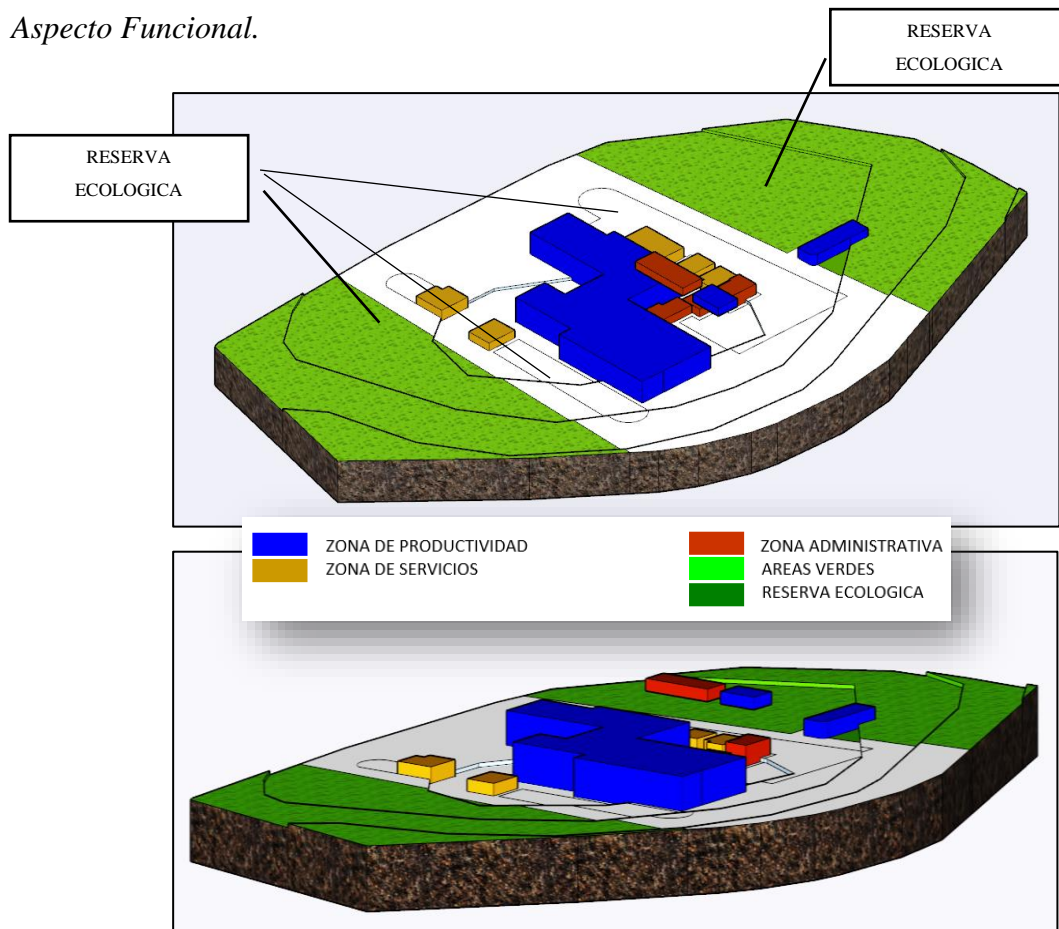 Aspecto Funcional.
RESERVA
ECOLOGICA
RESERVA
ECOLOGICA
ZONA DE PRODUCTIVIDAD
ZONA DE SERVICIOS
ZONA ADMINISTRATIVA
AREAS VERDES
RESERVA ECOLOGICA